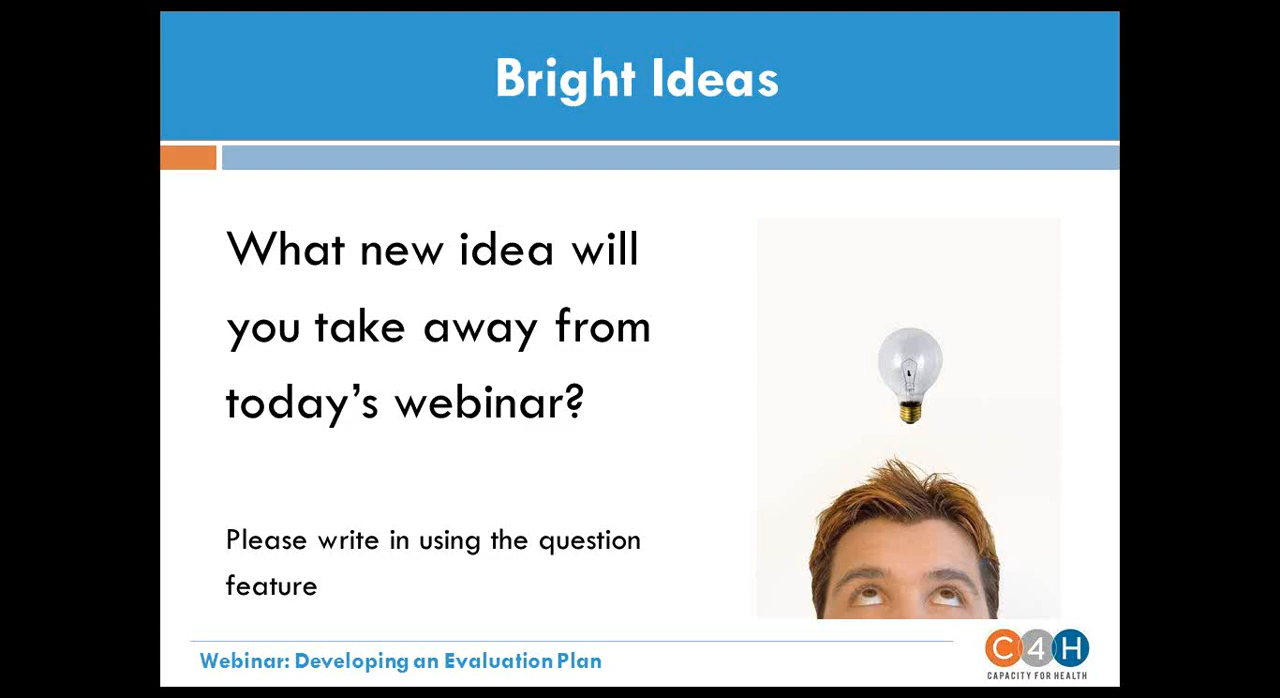 Bright Ideas
What new idea will
you take away from
today's webinar?
Please write in using the question
feature
Webinar: Developing an Evaluation Plan
C4H
CAPACITY FOR HEALTH